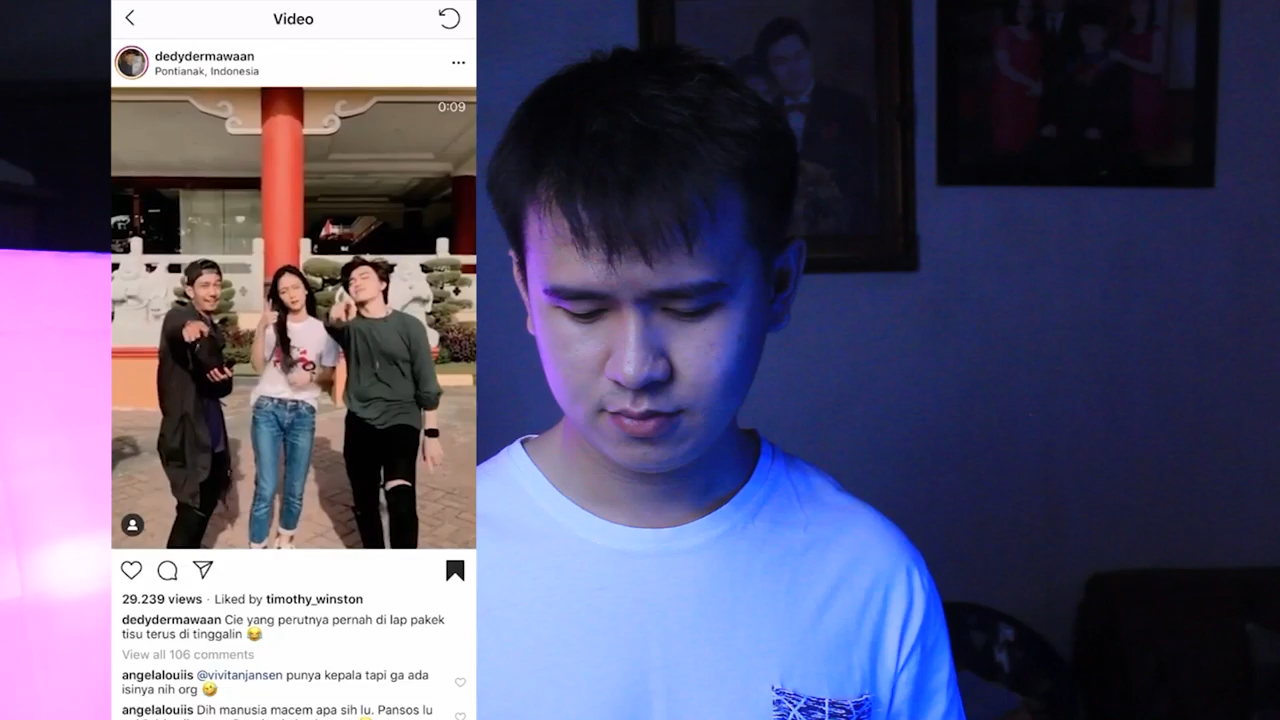 Video
dedydermawaan
Pontianak, Indonesia
0:09
29.239 views · Liked by timothy_winston
dedydermawaan Cie yang perutnya pernah di lap pakek
tisu terus di tinggalin 😂
View all 106 comments
angelalouiis @vivitanjansen punya kepala tapi ga ada
isinya nih org 🤣
angelalouiis Dih manusia macem apa sih lu. Pansos lu